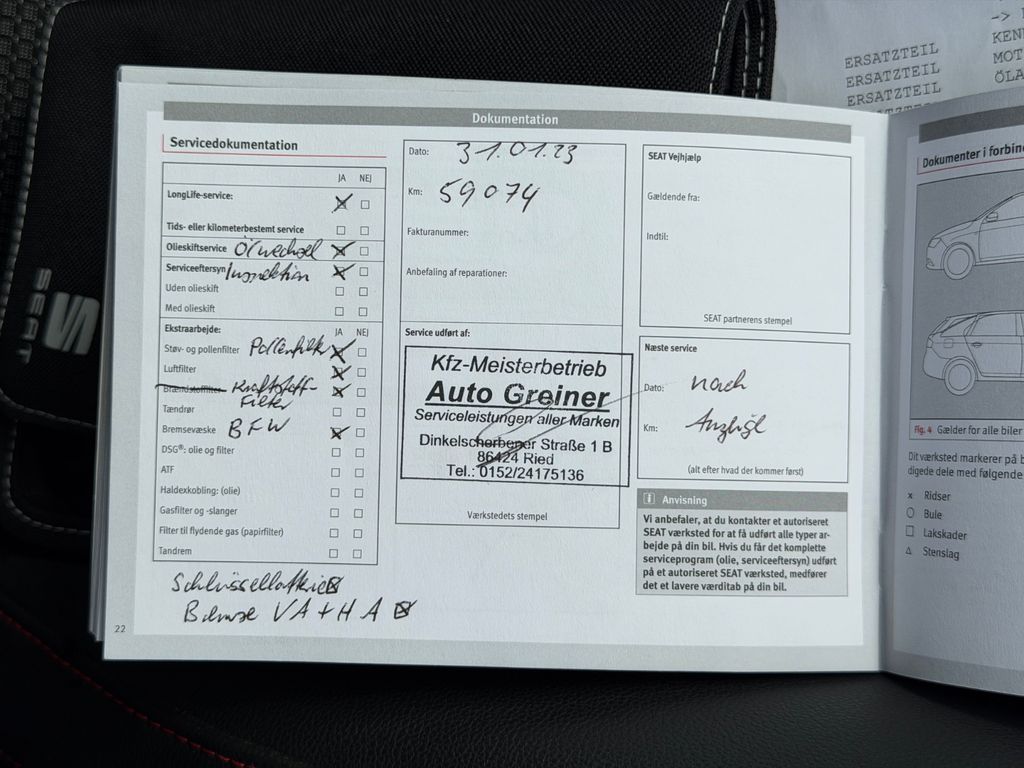 -> 
ERSATZTEIL
ERSATZTEIL
ERSATZTEIL
KEN
MOT
ÖLA
SEAT
Dokumentation
Servicedokumentation
JA NEJ
LongLife-service:
Tids- eller kilometerbestemt service
Olieskiftservice Ölwechsel
Serviceeftersyn Inspektion
Uden olieskift
Med olieskift
Ekstraarbejde: JA NEJ
Støv- og pollenfilter Pollenfilter
Luftfilter
Brændstoffilter Kraftstoff-
Filter
Tændrør
Bremsevæske BFW
DSG®: olie og filter
ATF
Haldexkobling: (olie)
Gasfilter og -slanger
Filter til flydende gas (papirfilter)
Tandrem
Schlüsselbatterie
Bremse VA + HA
22
Dato: 31.01.23
Km: 59074
Fakturanummer:
Anbefaling af reparationer:
Service udført af:
Kfz-Meisterbetrieb
Auto Greiner
Serviceleistungen aller Marken
Dinkelscherbener Straße 1 B
86424 Ried
Tel.: 0152/24175136
Værkstedets stempel
SEAT Vejhjælp
Gældende fra:
Indtil:
SEAT partnerens stempel
Næste service
Dato: nach
Km: Anzeige
(alt efter hvad der kommer først)
i Anvisning
Vi anbefaler, at du kontakter et autoriseret
SEAT værksted for at få udført alle typer ar-
bejde på din bil. Hvis du får det komplette
serviceprogram (olie, serviceeftersyn) udført
på et autoriseret SEAT værksted, medfører
det et lavere værditab på din bil.
Dokumenter i forbin
Fig. 4 Gælder for alle biler
Dit værksted markerer på b
digede dele med følgende
x Ridser
Bule
Lakskader
Stenslag